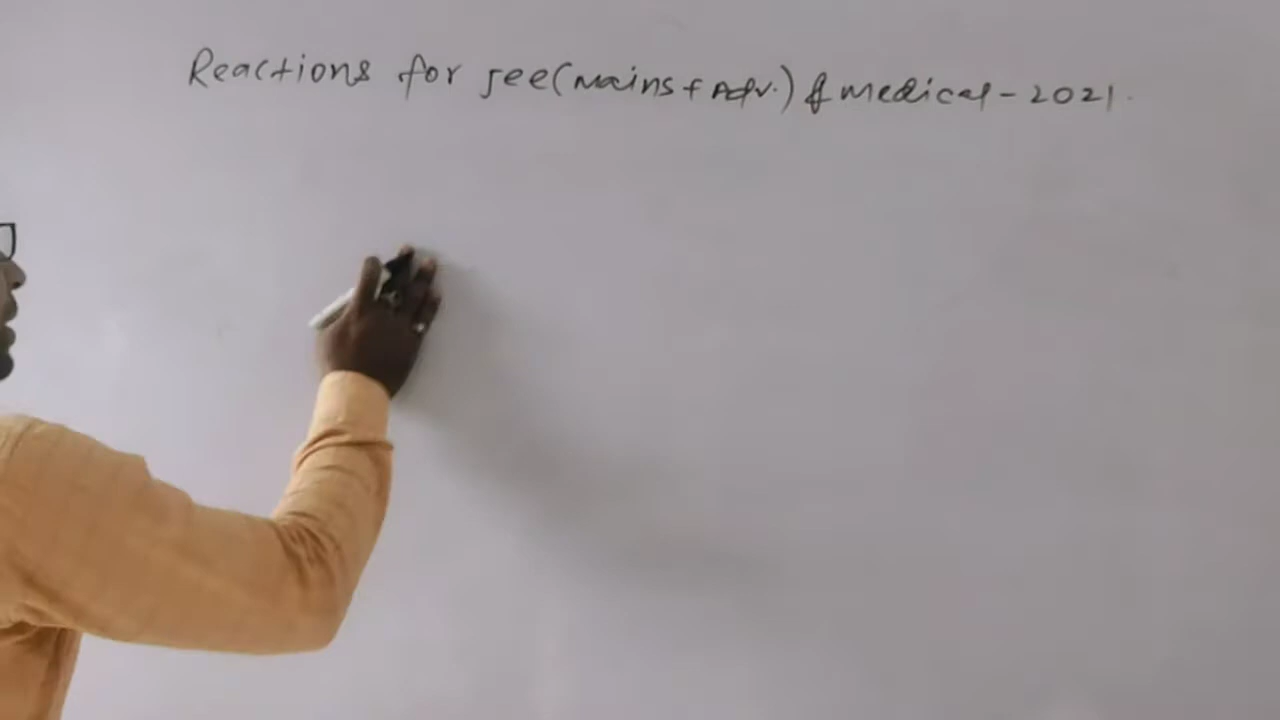 Reactions for Jee(mains + Adv.) & medical - 2021.